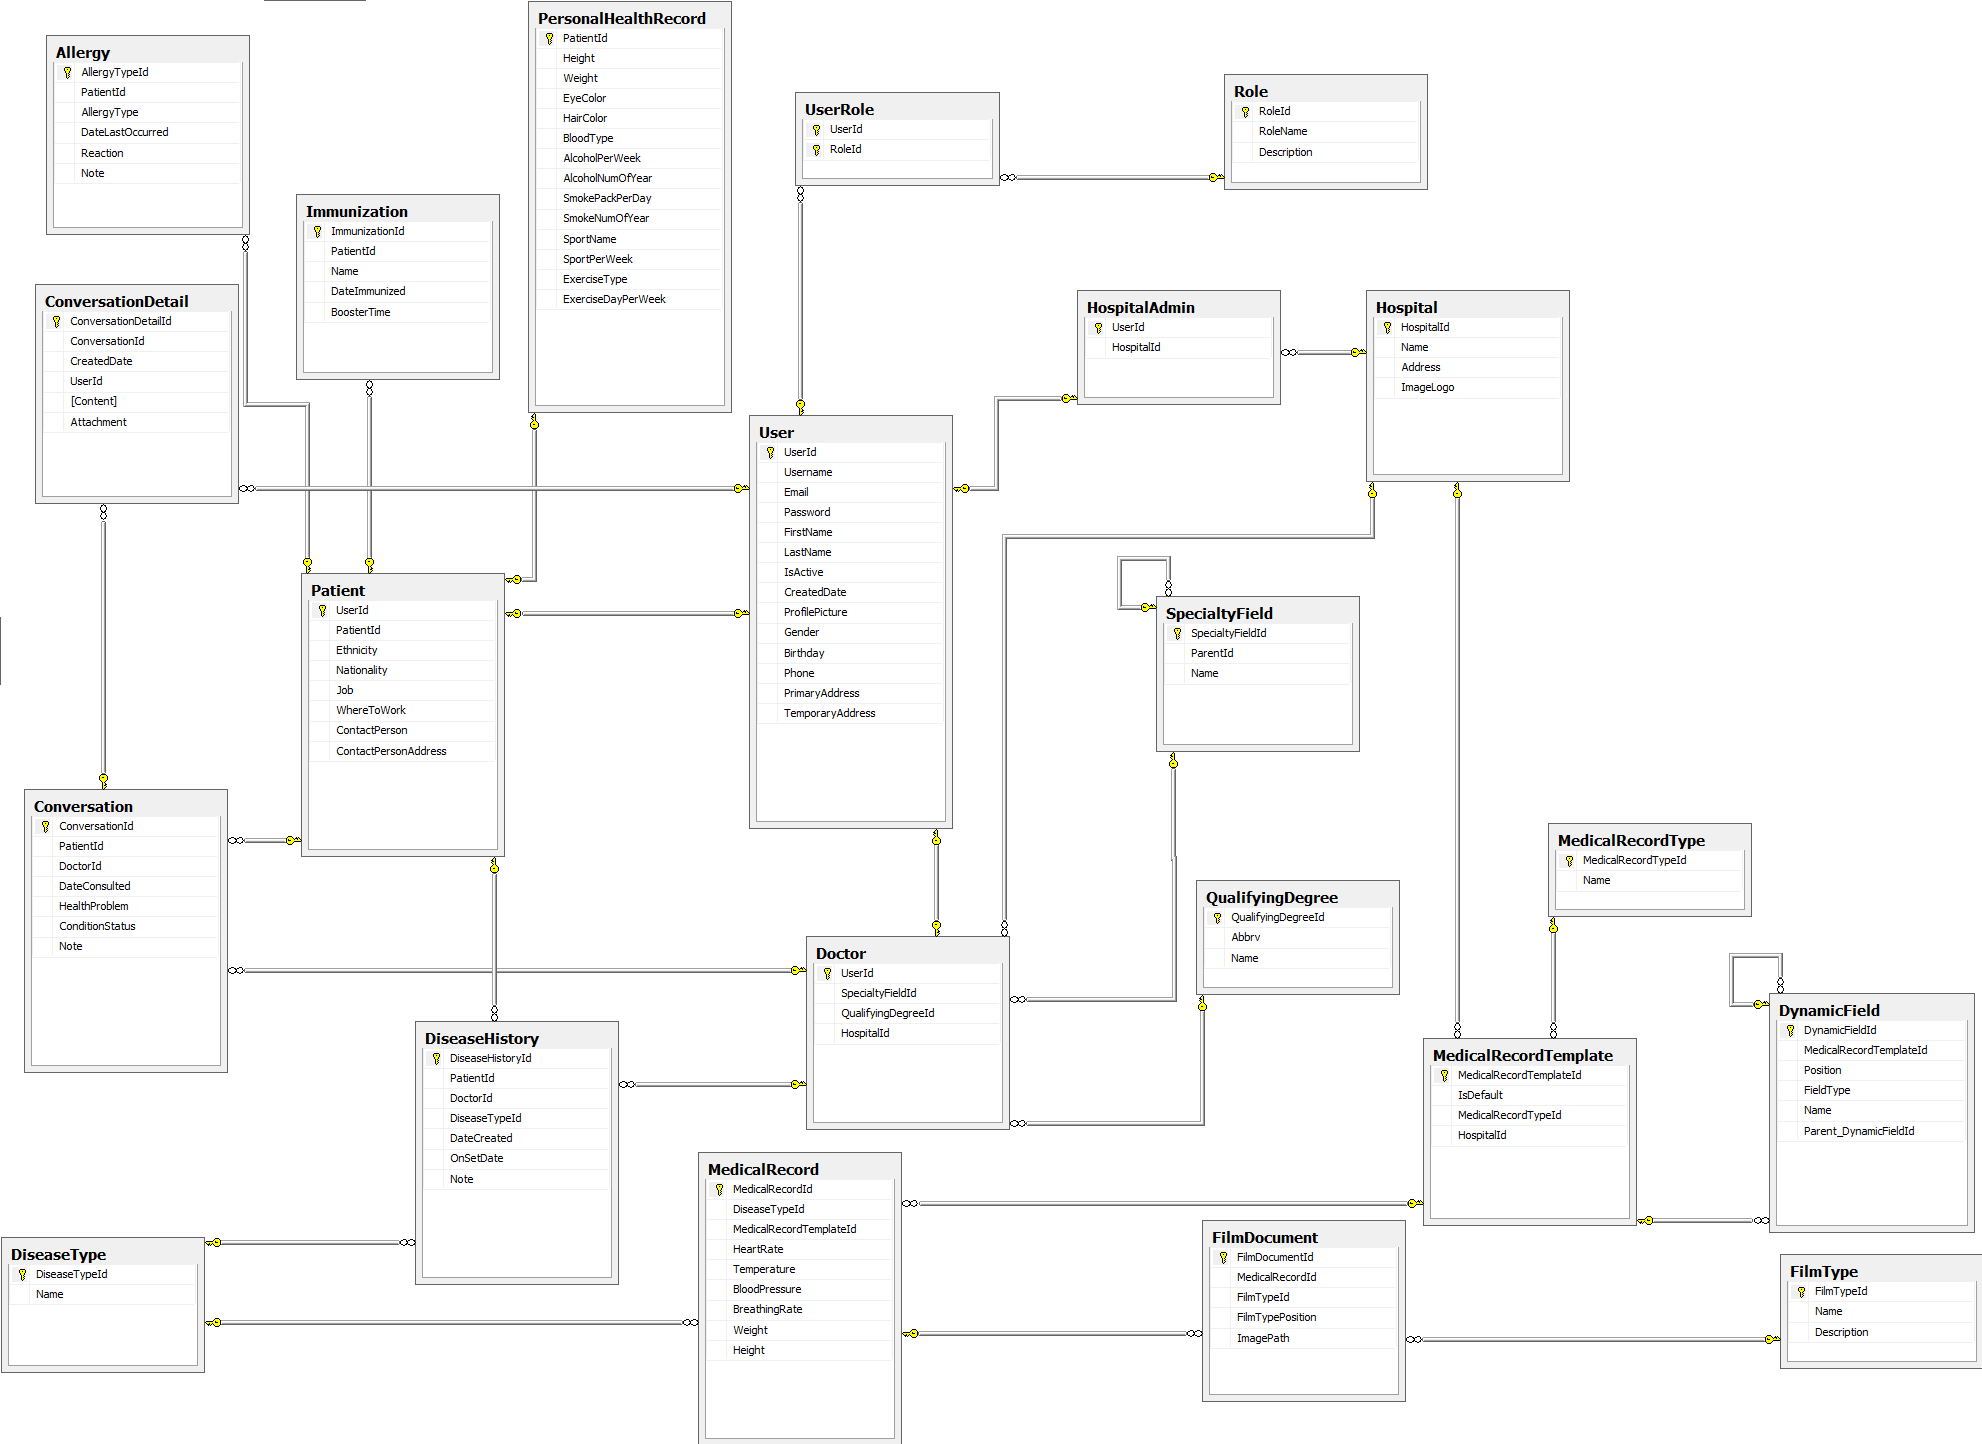 PersonalHealthRecord
PatientId
Height
Weight
EyeColor
HairColor
BloodType
AlcoholPerWeek
AlcoholNumOfYear
SmokePackPerDay
SmokeNumOfYear
SportName
SportPerWeek
ExerciseType
ExerciseDayPerWeek
Allergy
AllergyTypeId
PatientId
AllergyType
DateLastOccurred
Reaction
Note
UserRole
UserId
RoleId
Role
RoleId
RoleName
Description
Immunization
ImmunizationId
PatientId
Name
DateImmunized
BoosterTime
ConversationDetail
ConversationDetailId
ConversationId
CreatedDate
UserId
[Content]
Attachment
HospitalAdmin
UserId
HospitalId
Hospital
HospitalId
Name
Address
ImageLogo
User
UserId
Username
Email
Password
FirstName
LastName
IsActive
CreatedDate
ProfilePicture
Gender
Birthday
Phone
PrimaryAddress
TemporaryAddress
Patient
UserId
PatientId
Ethnicity
Nationality
Job
WhereToWork
ContactPerson
ContactPersonAddress
SpecialtyField
SpecialtyFieldId
ParentId
Name
Conversation
ConversationId
PatientId
DoctorId
DateConsulted
HealthProblem
ConditionStatus
Note
MedicalRecordType
MedicalRecordTypeId
Name
QualifyingDegree
QualifyingDegreeId
Abbrv
Name
Doctor
UserId
SpecialtyFieldId
QualifyingDegreeId
HospitalId
DynamicField
DynamicFieldId
MedicalRecordTemplateId
Position
FieldType
Name
Parent_DynamicFieldId
DiseaseHistory
DiseaseHistoryId
PatientId
DoctorId
DiseaseTypeId
DateCreated
OnSetDate
Note
MedicalRecordTemplate
MedicalRecordTemplateId
IsDefault
MedicalRecordTypeId
HospitalId
MedicalRecord
MedicalRecordId
DiseaseTypeId
MedicalRecordTemplateId
HeartRate
Temperature
BloodPressure
BreathingRate
Weight
Height
DiseaseType
DiseaseTypeId
Name
FilmDocument
FilmDocumentId
MedicalRecordId
FilmTypeId
FilmTypePosition
ImagePath
FilmType
FilmTypeId
Name
Description